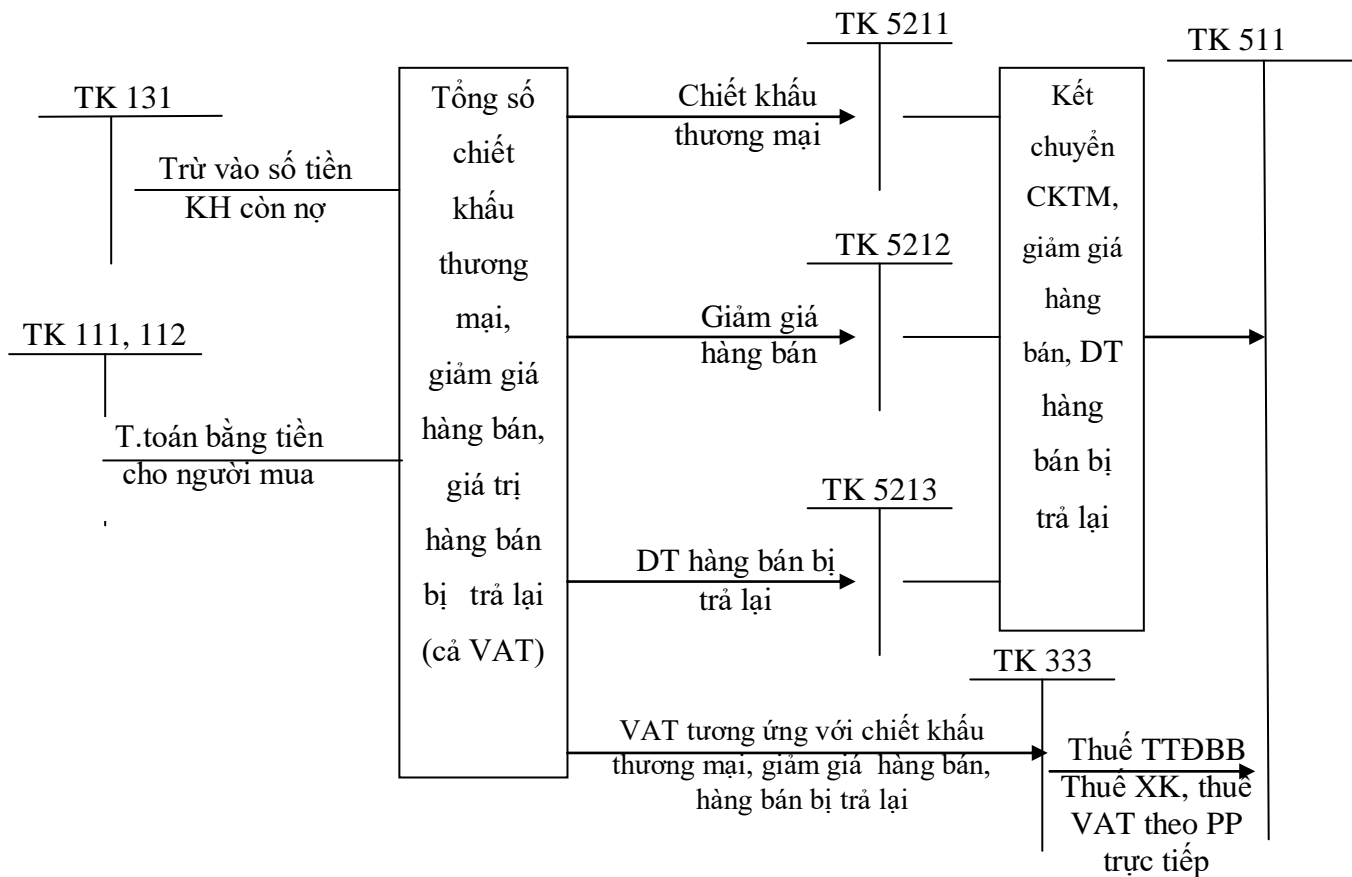 TK 5211
TK 511
TK 131
Tổng số
chiết
khấu
thương
mại,
giảm giá
hàng bán,
giá trị
hàng bán
bị trả lại
(cả VAT)
Chiết khấu
thương mại
Kết
chuyển
CKTM,
giảm giá
hàng
bán, DT
hàng
bán bị
trả lại
Trừ vào số tiền
KH còn nợ
TK 5212
TK 111, 112
Giảm giá
hàng bán
T.toán bằng tiền
cho người mua
TK 5213
DT hàng bán bị
trả lại
TK 333
VAT tương ứng với chiết khấu
thương mại, giảm giá hàng bán,
hàng bán bị trả lại
Thuế TTĐBB
Thuế XK, thuế
VAT theo PP
trực tiếp